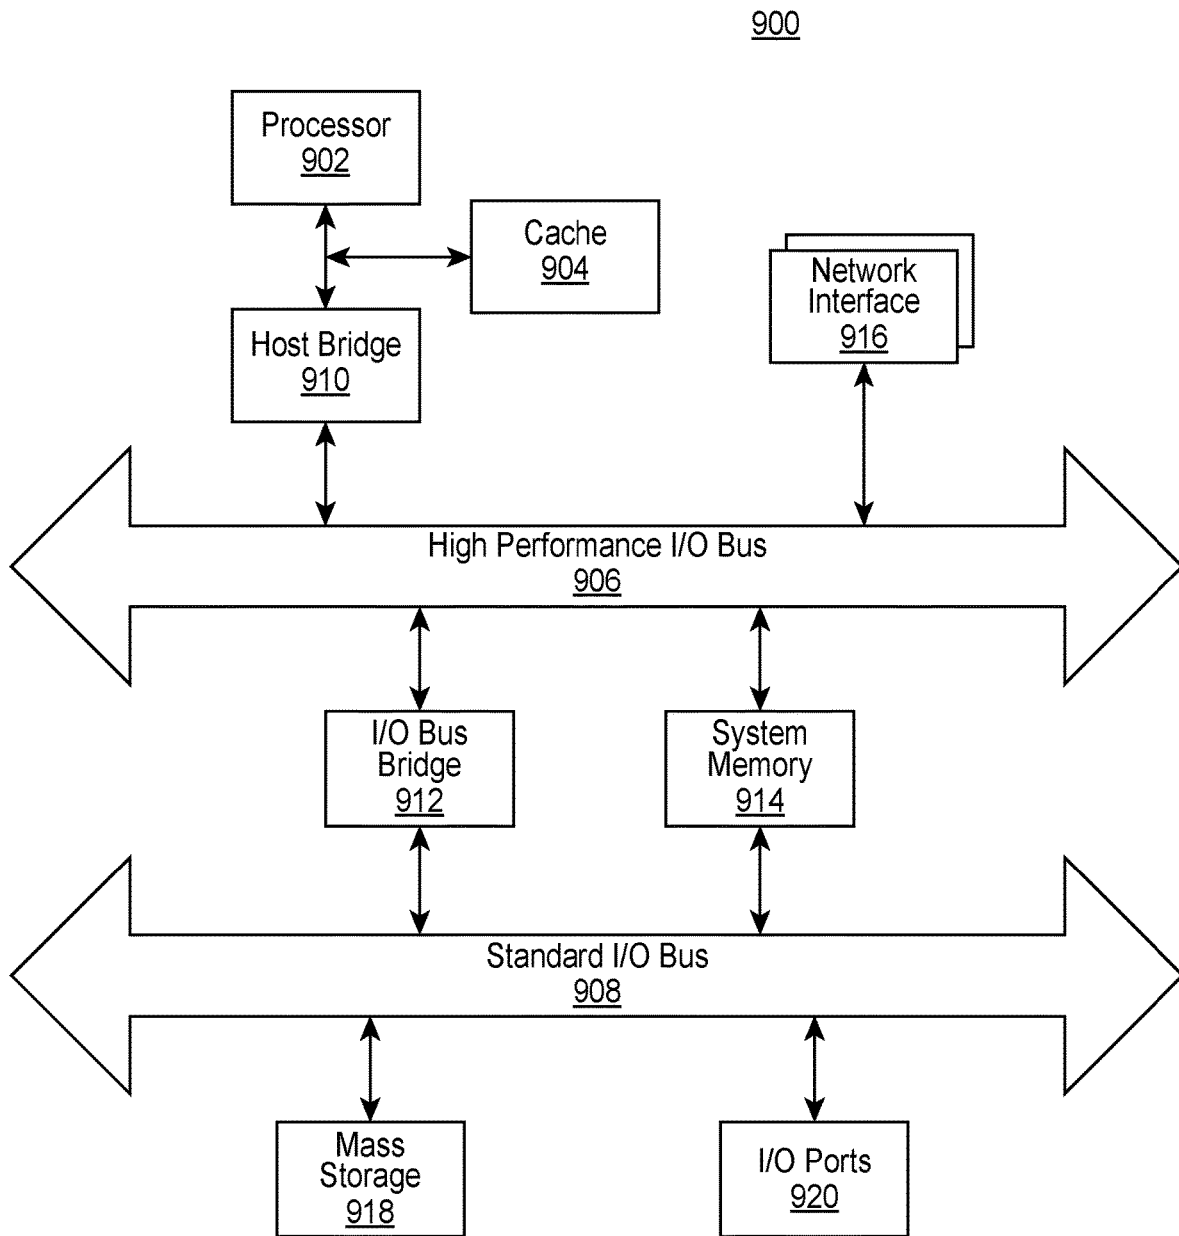 900
Processor
902
Cache
904
Network
Interface
916
Host Bridge
910
High Performance I/O Bus
906
I/O Bus
Bridge
912
System
Memory
914
Standard I/O Bus
908
Mass
Storage
918
I/O Ports
920